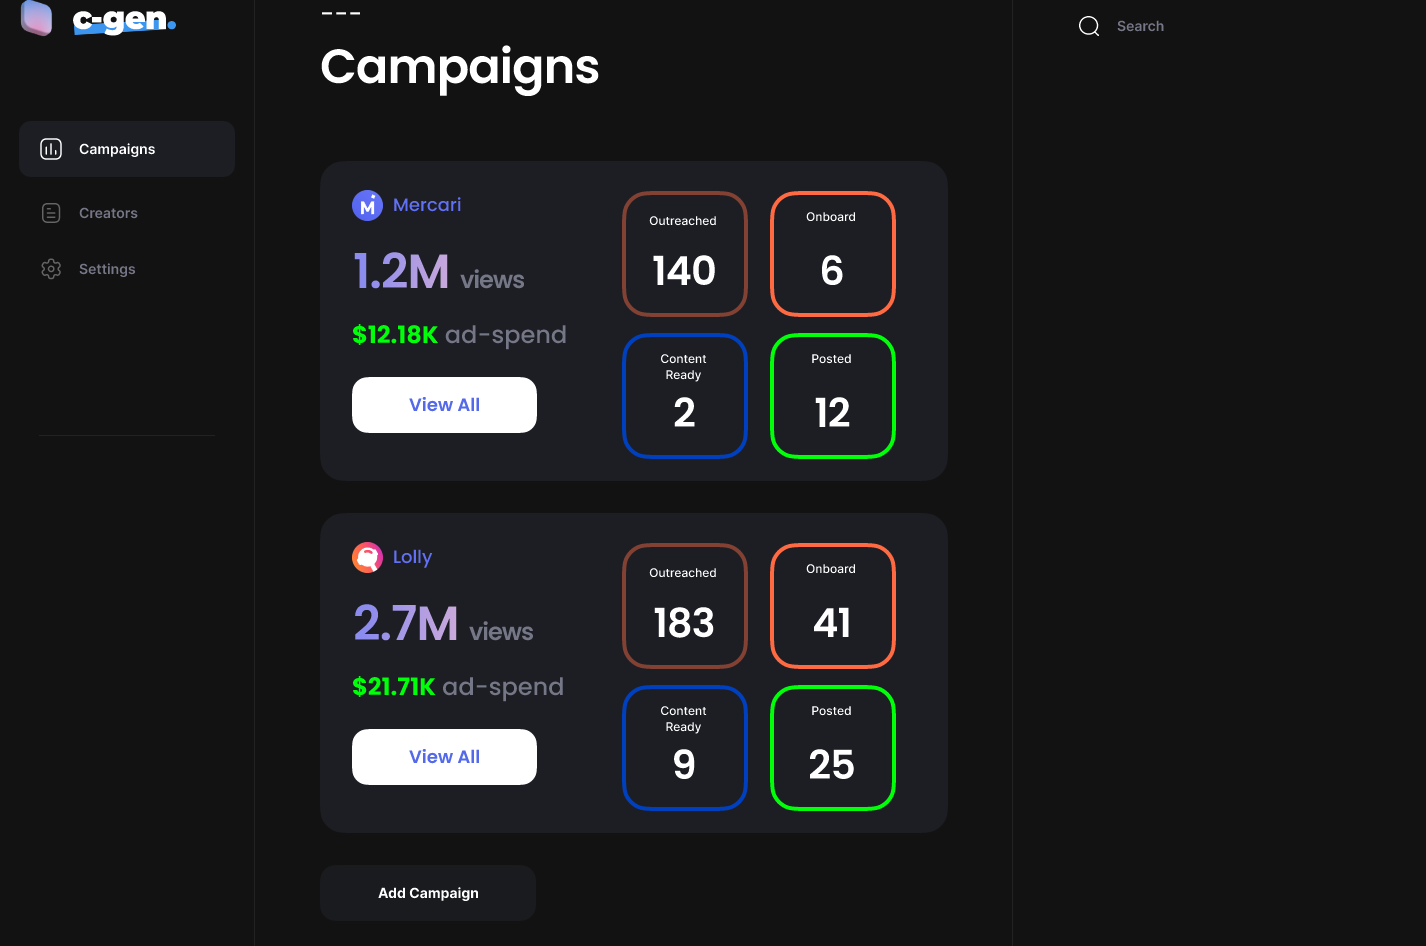 c-gen.
Campaigns
Creators
Settings
---
Campaigns
Mercari
1.2M views
$12.18K ad-spend
View All
Outreached
140
Onboard
6
Content
Ready
2
Posted
12
Lolly
2.7M views
$21.71K ad-spend
View All
Outreached
183
Onboard
41
Content
Ready
9
Posted
25
Add Campaign
Search